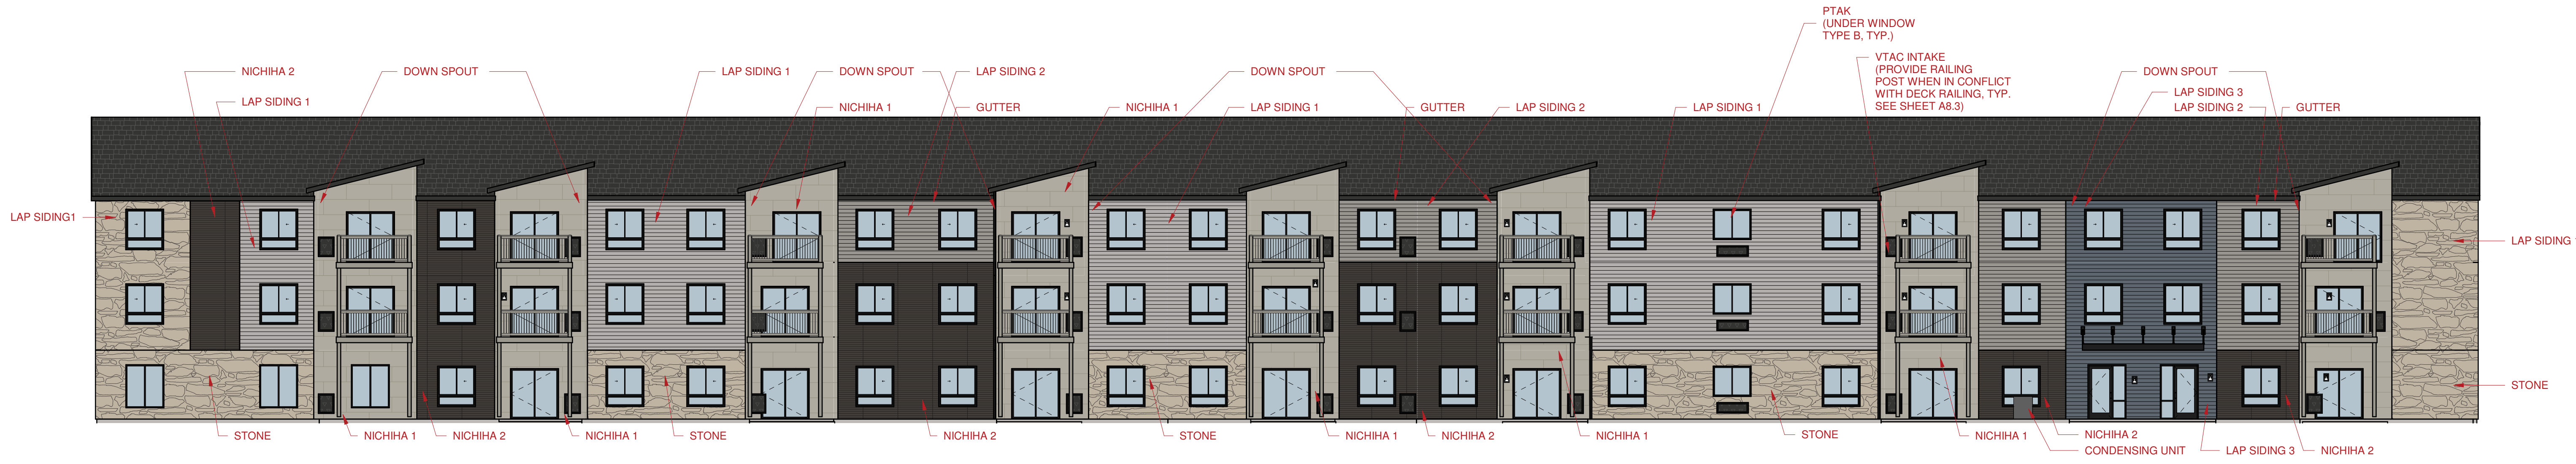 PTAK
(UNDER WINDOW
TYPE B, TYP.)
VTAC INTAKE
(PROVIDE RAILING
POST WHEN IN CONFLICT
WITH DECK RAILING, TYP.
SEE SHEET A8.3)
NICHIHA 2
DOWN SPOUT
LAP SIDING 1
DOWN SPOUT
LAP SIDING 2
DOWN SPOUT
DOWN SPOUT
LAP SIDING 3
LAP SIDING 1
NICHIHA 1
GUTTER
NICHIHA 1
LAP SIDING 1
GUTTER
LAP SIDING 2
LAP SIDING 1
LAP SIDING 2
GUTTER
LAP SIDING1
LAP SIDING
STONE
STONE
NICHIHA 1
NICHIHA 2
NICHIHA 1
STONE
NICHIHA 2
STONE
NICHIHA 1
NICHIHA 2
NICHIHA 1
STONE
NICHIHA 1
NICHIHA 2
CONDENSING UNIT
LAP SIDING 3
NICHIHA 2